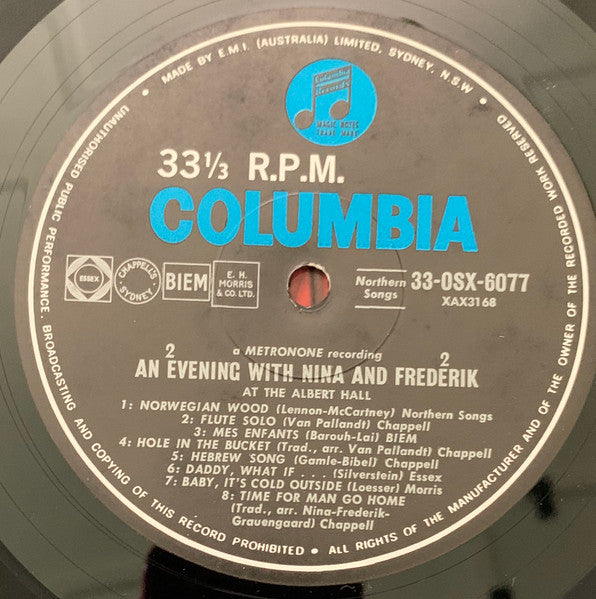 MADE BY E.M.I. (AUSTRALIA) LIMITED, SYDNEY, N.S.W
Columbia
Records
MAGIC NOTES
TRADE MARK
33⅓ R.P.M.
COLUMBIA
ESSEX
CHAPPELL'S SYDNEY
BIEM
E. H.
MORRIS
& CO. LTD.
Northern
Songs
33-OSX-6077
XAX3168
2 2
a METRONONE recording
AN EVENING WITH NINA AND FREDERIK
AT THE ALBERT HALL
1: NORWEGIAN WOOD (Lennon-McCartney) Northern Songs
2: FLUTE SOLO (Van Pallandt) Chappell
3: MES ENFANTS (Barouh-Lai) BIEM
4: HOLE IN THE BUCKET (Trad., arr. Van Pallandt) Chappell
5: HEBREW SONG (Gamle-Bibel) Chappell
6: DADDY, WHAT IF . . . (Silverstein) Essex
7: BABY, IT'S COLD OUTSIDE (Loesser) Morris
8: TIME FOR MAN GO HOME
(Trad., arr. Nina-Frederik-
Grauengaard) Chappell
UNAUTHORISED PUBLIC PERFORMANCE, BROADCASTING AND COPYING OF THIS RECORD PROHIBITED • ALL RIGHTS OF THE MANUFACTURER AND OF THE OWNER OF THE RECORDED WORK RESERVED